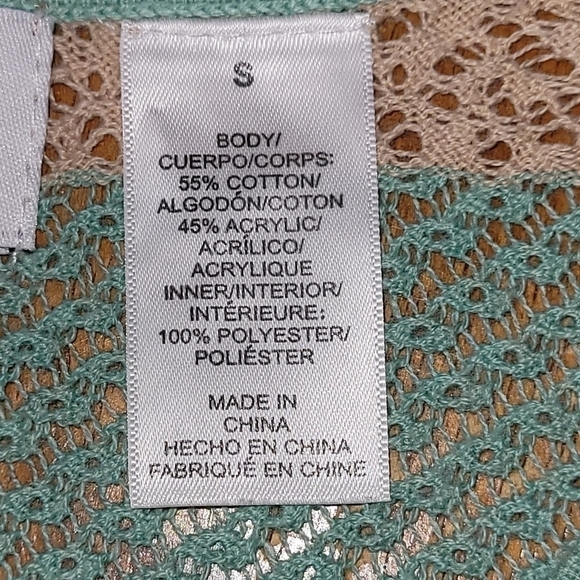 S
BODY/
CUERPO/CORPS:
55% COTTON/
ALGODÓN/COTON
45% ACRYLIC/
ACRÍLICO/
ACRYLIQUE
INNER/INTERIOR/
INTÉRIEURE:
100% POLYESTER/
POLIÉSTER
MADE IN
CHINA
HECHO EN CHINA
FABRIQUÉ EN CHINE